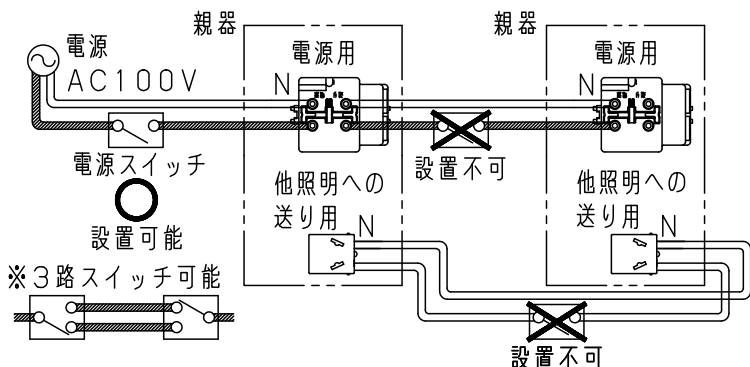 親器
親器
電源
AC100V
電源用
N
電源用
N
電源スイッチ
設置可能
設置不可
他照明への
送り用
N
他照明への
送り用
N
※3路スイッチ可能
設置不可